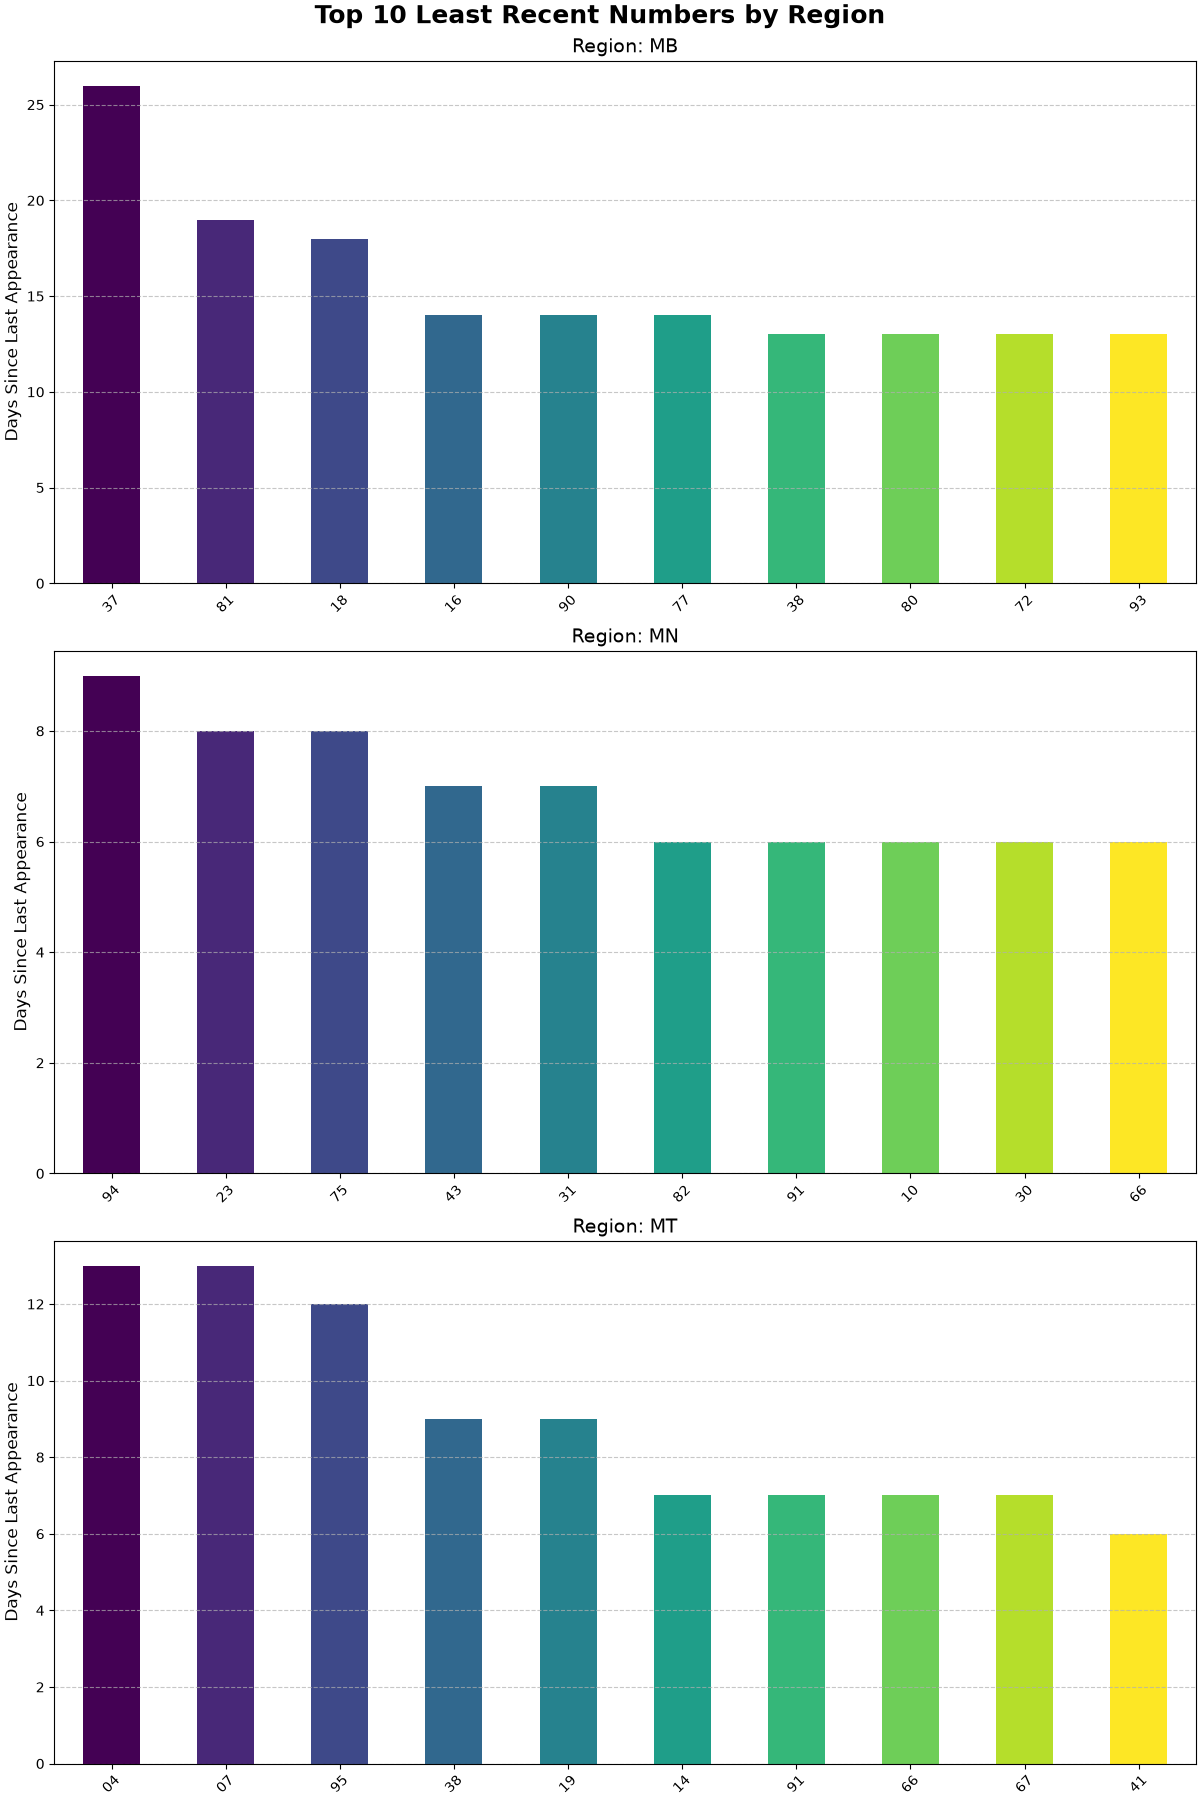 Top 10 Least Recent Numbers by Region
Region: MB
Days Since Last Appearance
25
20
15
10
5
0
37 81 18 16 90 77 38 80 72 93
Region: MN
Days Since Last Appearance
8
6
4
2
0
94 23 75 43 31 82 91 10 30 66
Region: MT
Days Since Last Appearance
12
10
8
6
4
2
0
04 07 95 38 19 14 91 66 67 41